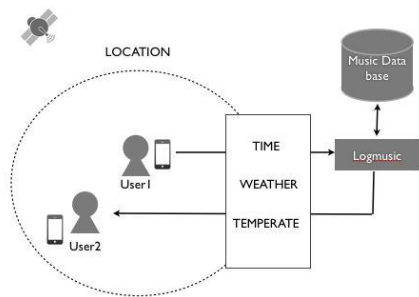 LOCATION
Music Data
base
TIME
Logmusic
User1
WEATHER
TEMPERATE
User2